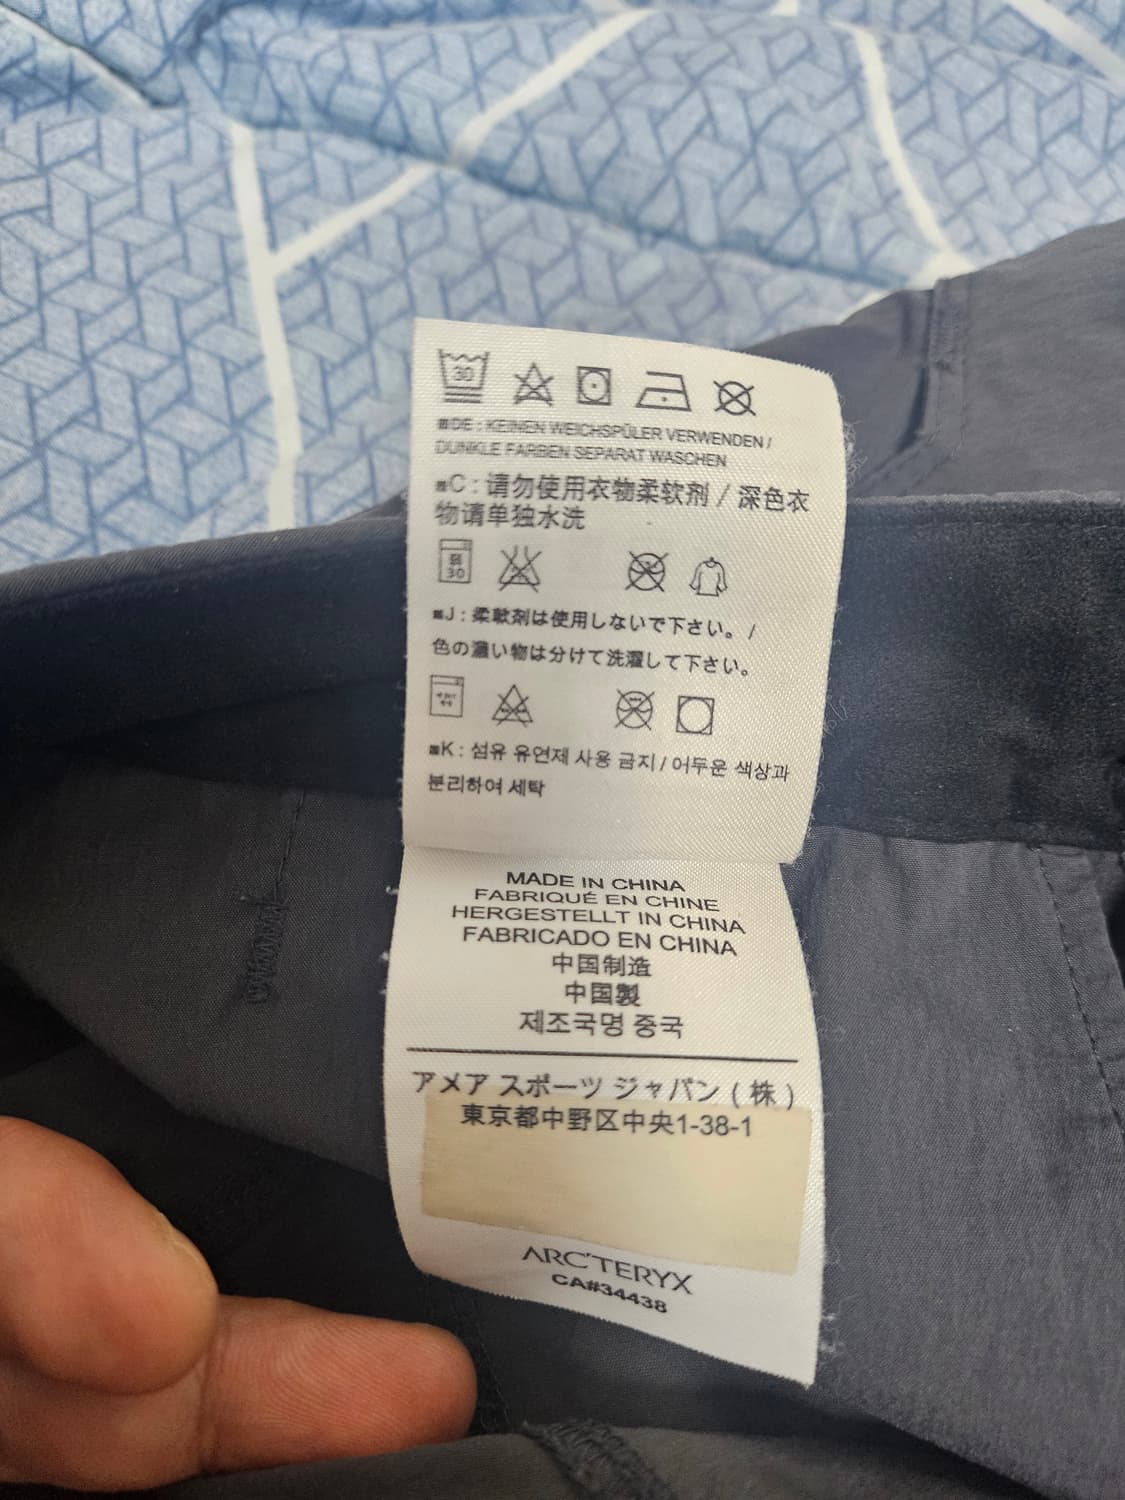 30
■DE : KEINEN WEICHSPÜLER VERWENDEN /
DUNKLE FARBEN SEPARAT WASCHEN
■C : 请勿使用衣物柔软剂 / 深色衣
物请单独水洗
弱
30
■J : 柔軟剤は使用しないで下さい。 /
色の濃い物は分けて洗濯して下さい。
■K : 섬유 유연제 사용 금지 / 어두운 색상과
분리하여 세탁
MADE IN CHINA
FABRIQUÉ EN CHINE
HERGESTELLT IN CHINA
FABRICADO EN CHINA
中国制造
中国製
제조국명 중국
アメア スポーツ ジャパン ( 株 )
東京都中野区中央1-38-1
ARC'TERYX
CA#34438